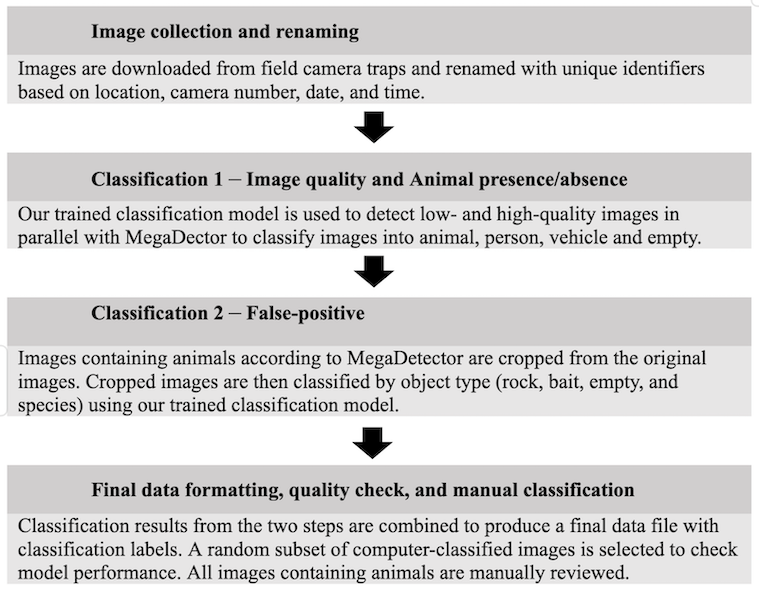 Image collection and renaming
Images are downloaded from field camera traps and renamed with unique identifiers
based on location, camera number, date, and time.
Classification 1 – Image quality and Animal presence/absence
Our trained classification model is used to detect low- and high-quality images in
parallel with MegaDector to classify images into animal, person, vehicle and empty.
Classification 2 – False-positive
Images containing animals according to MegaDetector are cropped from the original
images. Cropped images are then classified by object type (rock, bait, empty, and
species) using our trained classification model.
Final data formatting, quality check, and manual classification
Classification results from the two steps are combined to produce a final data file with
classification labels. A random subset of computer-classified images is selected to check
model performance. All images containing animals are manually reviewed.